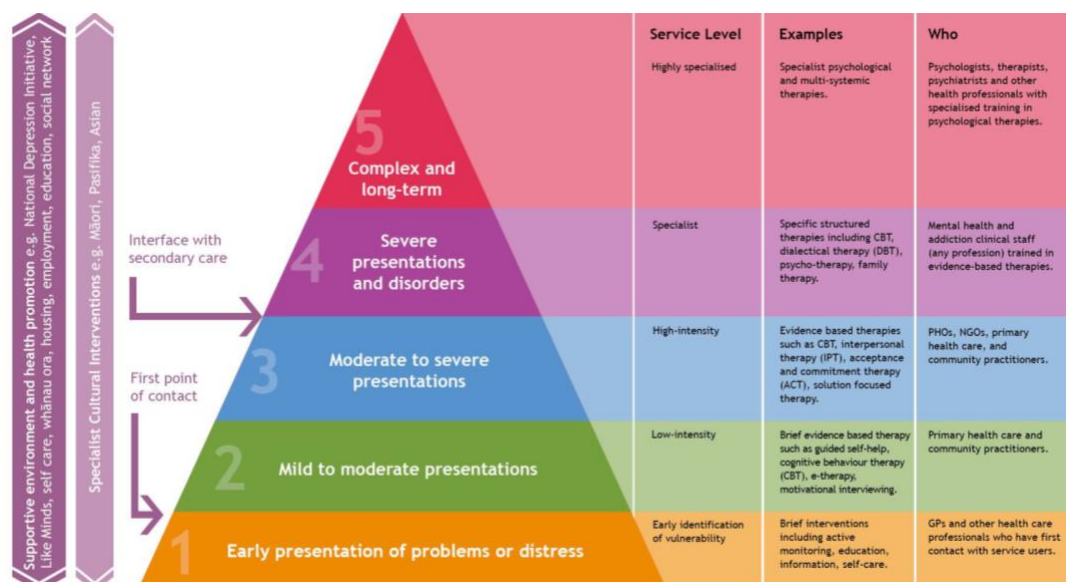 Supportive environment and health promotion e.g. National Depression Initiative,
Like Minds, self care, whānau ora, housing, employment, education, social network
Specialist Cultural Interventions e.g. Māori, Pasifika, Asian
Interface with
secondary care
First point
of contact
5
Complex and
long-term
4
Severe
presentations
and disorders
3
Moderate to severe
presentations
2
Mild to moderate presentations
1
Early presentation of problems or distress
Service Level
Examples
Who
Highly specialised
Specialist psychological
and multi-systemic
therapies.
Psychologists, therapists,
psychiatrists and other
health professionals with
specialised training in
psychological therapies.
Specialist
Specific structured
therapies including CBT,
dialectical therapy (DBT),
psycho-therapy, family
therapy.
Mental health and
addiction clinical staff
(any profession) trained in
evidence-based therapies.
High-intensity
Evidence based therapies
such as CBT, interpersonal
therapy (IPT), acceptance
and commitment therapy
(ACT), solution focused
therapy.
PHOs, NGOs, primary
health care, and
community practitioners.
Low-intensity
Brief evidence based therapy
such as guided self-help,
cognitive behaviour therapy
(CBT), e-therapy,
motivational interviewing.
Primary health care and
community practitioners.
Early identification
of vulnerability
Brief interventions
including active
monitoring, education,
information, self-care.
GPs and other health care
professionals who have first
contact with service users.